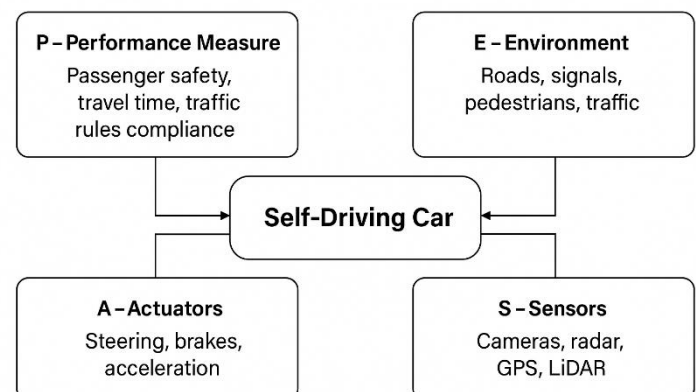 P – Performance Measure
Passenger safety,
travel time, traffic
rules compliance
E – Environment
Roads, signals,
pedestrians, traffic
Self-Driving Car
A – Actuators
Steering, brakes,
acceleration
S – Sensors
Cameras, radar,
GPS, LiDAR